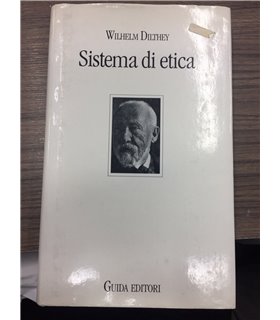 WILHELM DILTHEY
Sistema di etica
GUIDA EDITORI